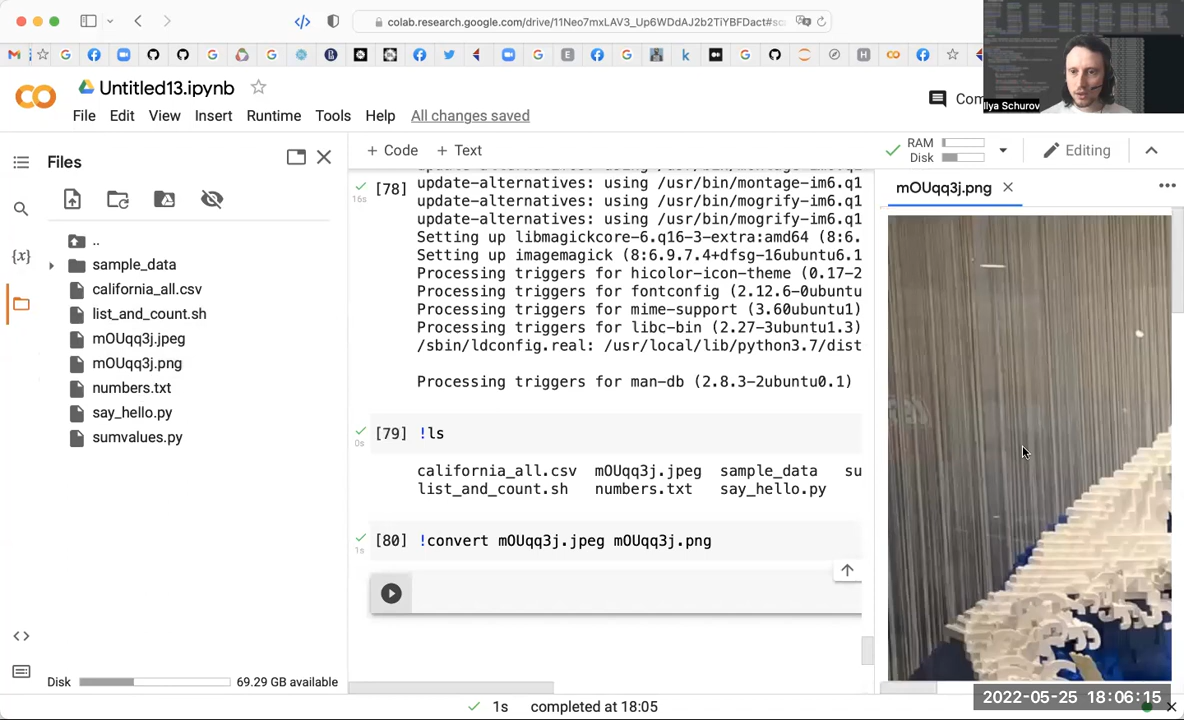 colab.research.google.com/drive/11Neo7mxLAV3_Up6WDdAJ2b2TiYBFDact#sc
Ilya Schurov
Untitled13.ipynb
File Edit View Insert Runtime Tools Help All changes saved
Com
Files
+ Code + Text
RAM
Disk
Editing
mOUqq3j.png
..
sample_data
california_all.csv
list_and_count.sh
mOUqq3j.jpeg
mOUqq3j.png
numbers.txt
say_hello.py
sumvalues.py
Disk 69.29 GB available
[78]
16s
update-alternatives: using /usr/bin/montage-im6.q1
update-alternatives: using /usr/bin/mogrify-im6.q1
update-alternatives: using /usr/bin/mogrify-im6.q1
Setting up libmagickcore-6.q16-3-extra:amd64 (8:6.
Setting up imagemagick (8:6.9.7.4+dfsg-16ubuntu6.1
Processing triggers for hicolor-icon-theme (0.17-2
Processing triggers for fontconfig (2.12.6-0ubuntu
Processing triggers for mime-support (3.60ubuntu1)
Processing triggers for libc-bin (2.27-3ubuntu1.3)
/sbin/ldconfig.real: /usr/local/lib/python3.7/dist
Processing triggers for man-db (2.8.3-2ubuntu0.1)
[79] !ls
0s
california_all.csv mOUqq3j.jpeg sample_data su
list_and_count.sh numbers.txt say_hello.py
[80] !convert mOUqq3j.jpeg mOUqq3j.png
1s
1s completed at 18:05
2022-05-25 18:06:15